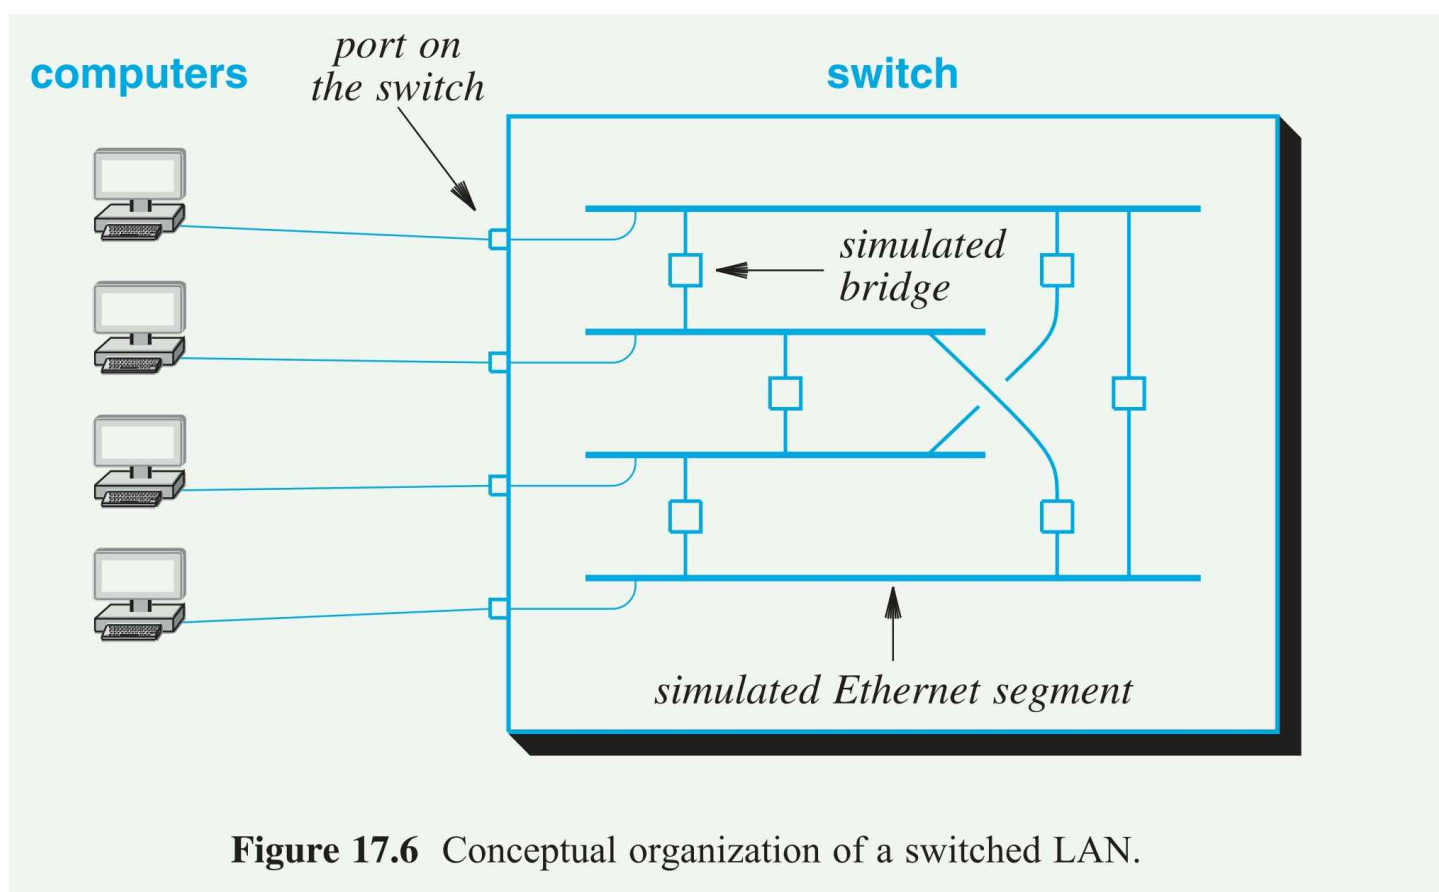 computers
port on
the switch
switch
simulated
bridge
simulated Ethernet segment
Figure 17.6 Conceptual organization of a switched LAN.